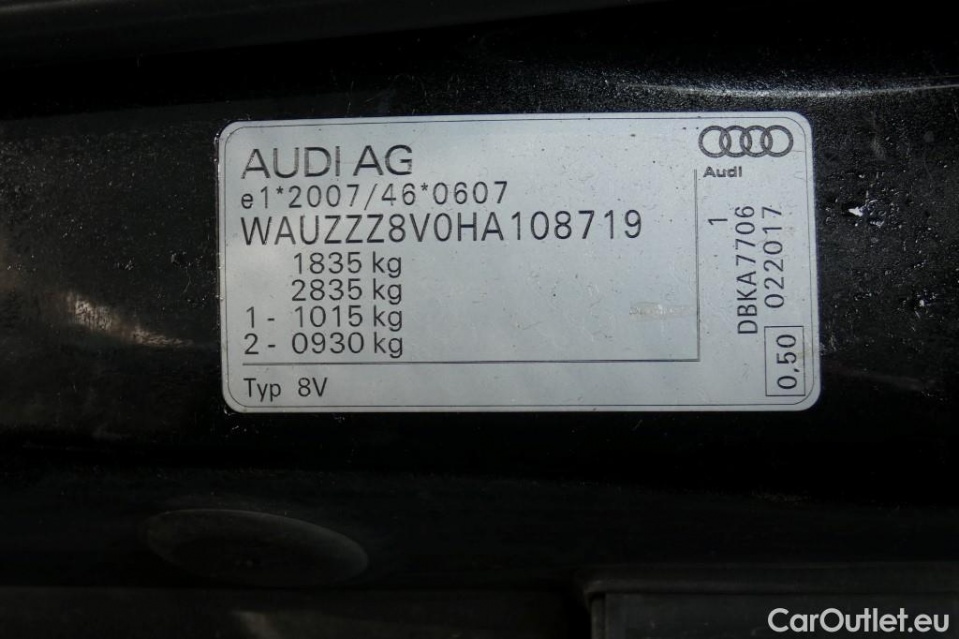 AUDI AG
Audi
e1*2007/46*0607
WAUZZZ8V0HA108719
1835 kg
2835 kg
1 - 1015 kg
2 - 0930 kg
Typ 8V
DBKA7706 1
0,50 022017
CarOutlet.eu